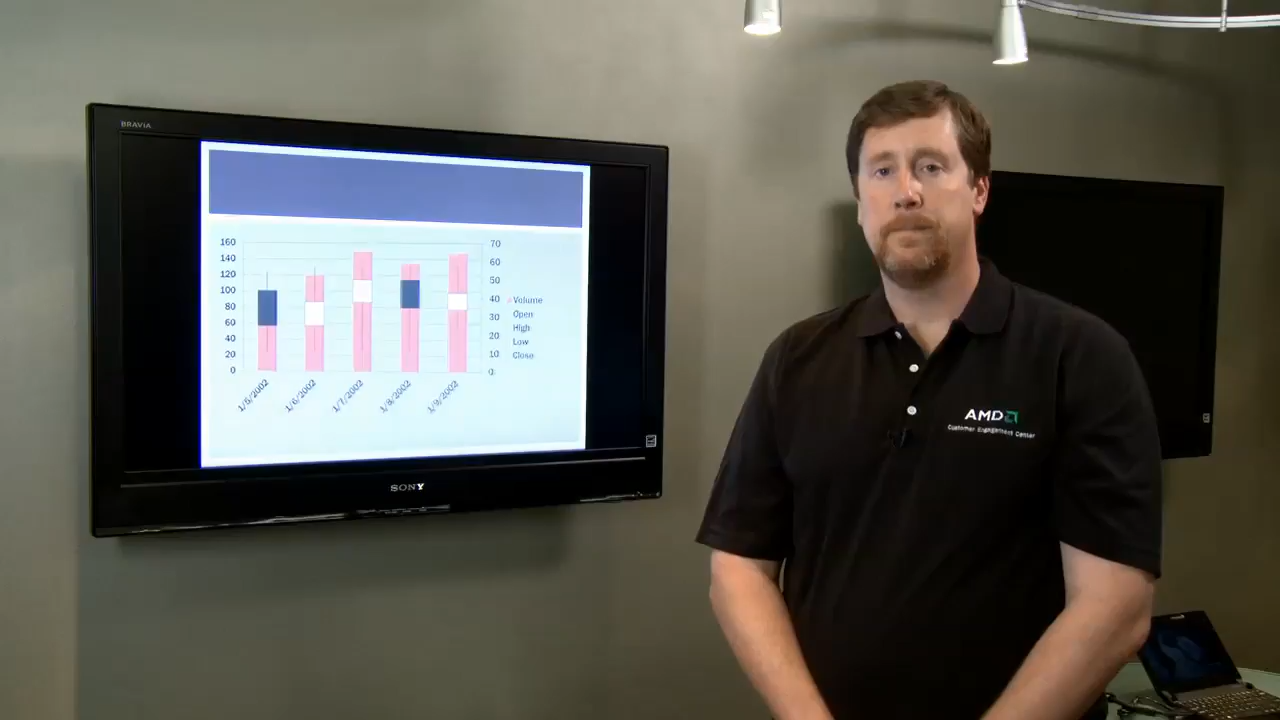 BRAVIA
160
140
120
100
80
60
40
20
0
70
60
50
40
30
20
10
0
Volume
Open
High
Low
Close
1/5/2002
1/6/2002
1/7/2002
1/8/2002
1/9/2002
SONY
AMD
Customer Engagement Center